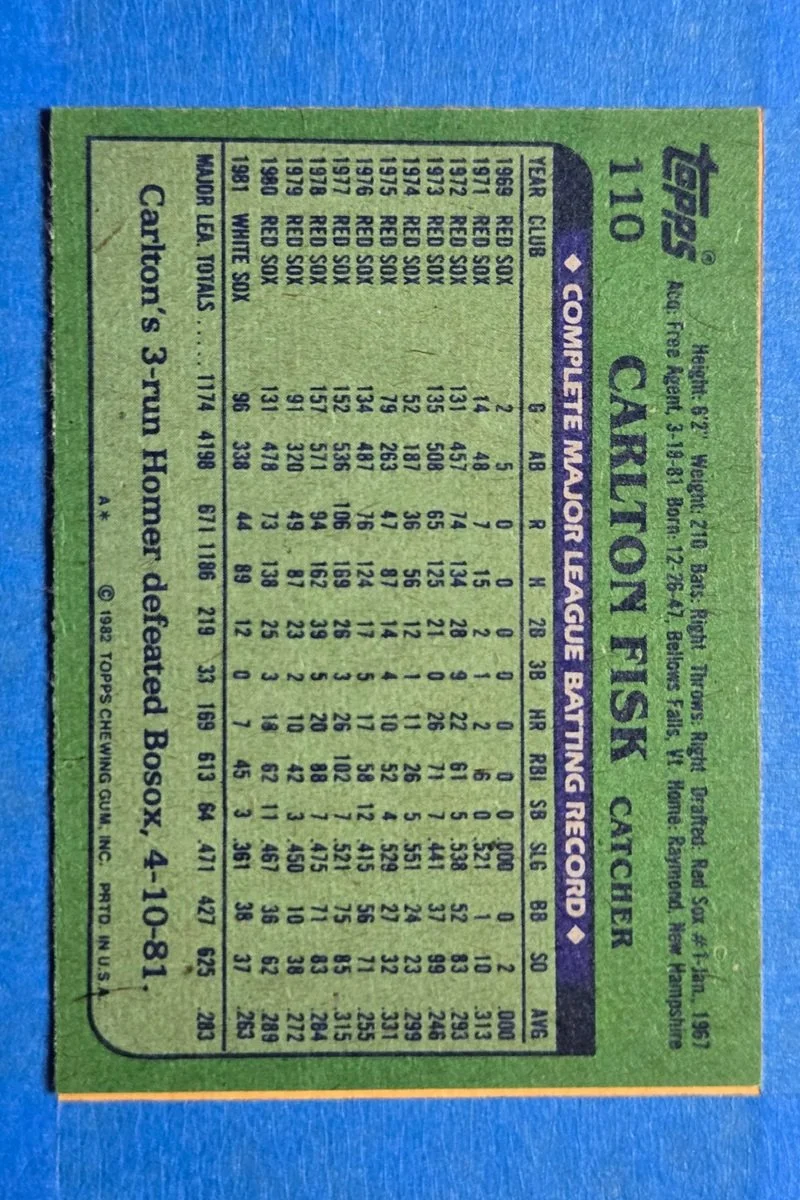 Topps®
Height: 6'2" Weight: 210 Bats: Right Throws: Right Drafted: Red Sox #1-Jan., 1967
Acq: Free Agent, 3-18-81 Born: 12-26-47, Bellows Falls, Vt. Home: Raymond, New Hampshire
110 CARLTON FISK CATCHER
◆ COMPLETE MAJOR LEAGUE BATTING RECORD ◆
YEAR CLUB G AB R H 2B 3B HR RBI SB SLG BB SO AVG
1969 RED SOX 2 5 0 0 0 0 0 0 0 .000 0 2 .000
1971 RED SOX 14 48 7 15 2 1 2 6 0 .521 1 10 .313
1972 RED SOX 131 457 74 134 28 9 22 61 5 .538 52 83 .293
1973 RED SOX 135 508 65 125 21 0 26 71 7 .441 37 99 .246
1974 RED SOX 52 187 36 56 12 1 11 26 5 .551 24 23 .299
1975 RED SOX 79 263 47 87 14 4 10 52 4 .529 27 32 .331
1976 RED SOX 134 487 76 124 17 5 17 58 12 .415 56 71 .255
1977 RED SOX 152 536 106 169 26 3 26 102 7 .521 75 85 .315
1978 RED SOX 157 571 94 162 39 5 20 88 7 .475 71 83 .284
1979 RED SOX 91 320 49 87 23 2 10 42 3 .450 10 38 .272
1980 RED SOX 131 478 73 138 25 3 18 62 11 .467 36 62 .289
1981 WHITE SOX 96 338 44 89 12 0 7 45 3 .361 38 37 .263
MAJOR LEA. TOTALS ..... 1174 4198 671 1186 219 33 169 613 64 .471 427 625 .283
Carlton's 3-run Homer defeated Bosox, 4-10-81.
A* © 1982 TOPPS CHEWING GUM, INC. PRTD. IN U.S.A.